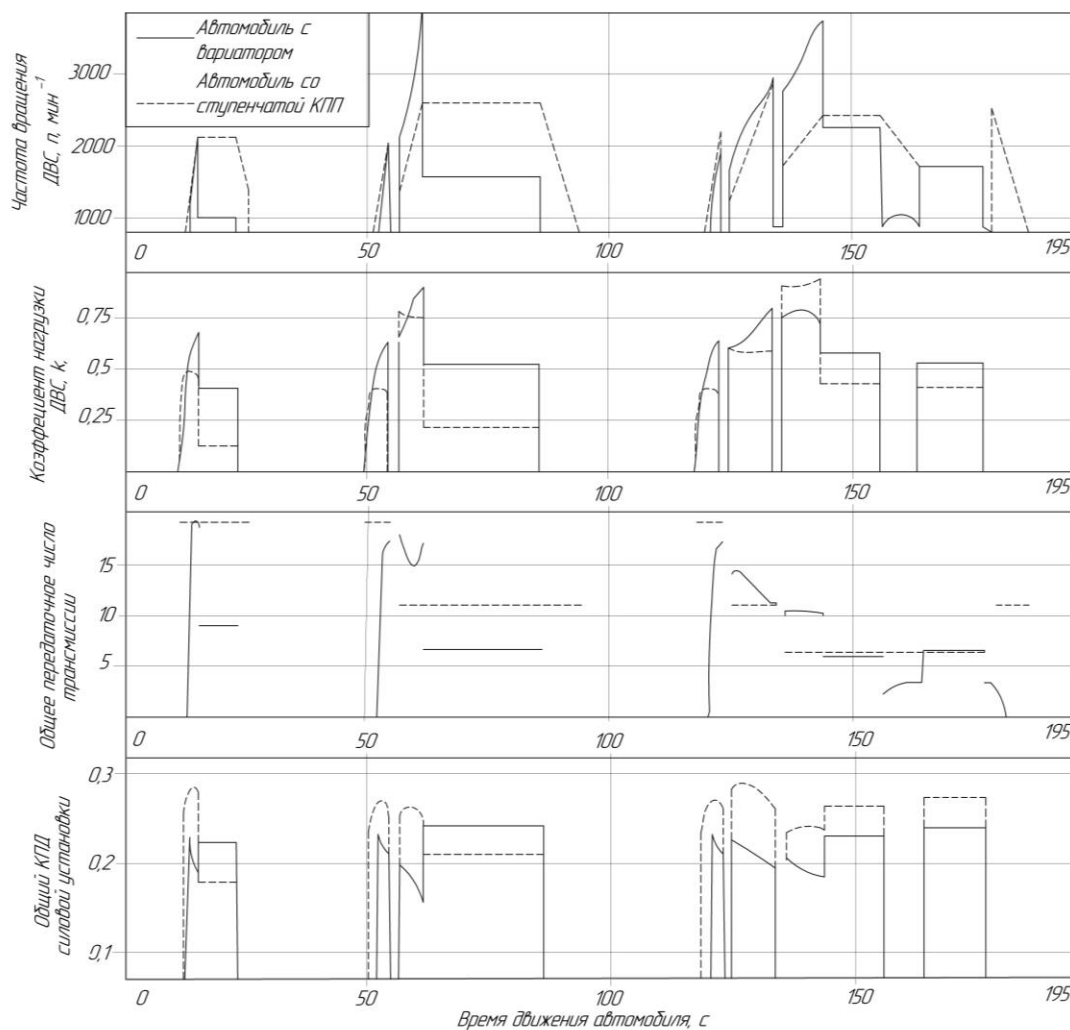 Автомобиль с
вариатором
Автомобиль со
ступенчатой КПП
Частота вращения
ДВС, n, мин⁻¹
3000
2000
1000
0 50 100 150 195
Коэффециент нагрузки
ДВС, k,
0,75
0,5
0,25
0 50 100 150 195
Общее передаточное число
трансмиссии
15
10
5
0 50 100 150 195
Общий КПД
силовой установки
0,3
0,2
0,1
0 50 100 150 195
Время движения автомобиля, с